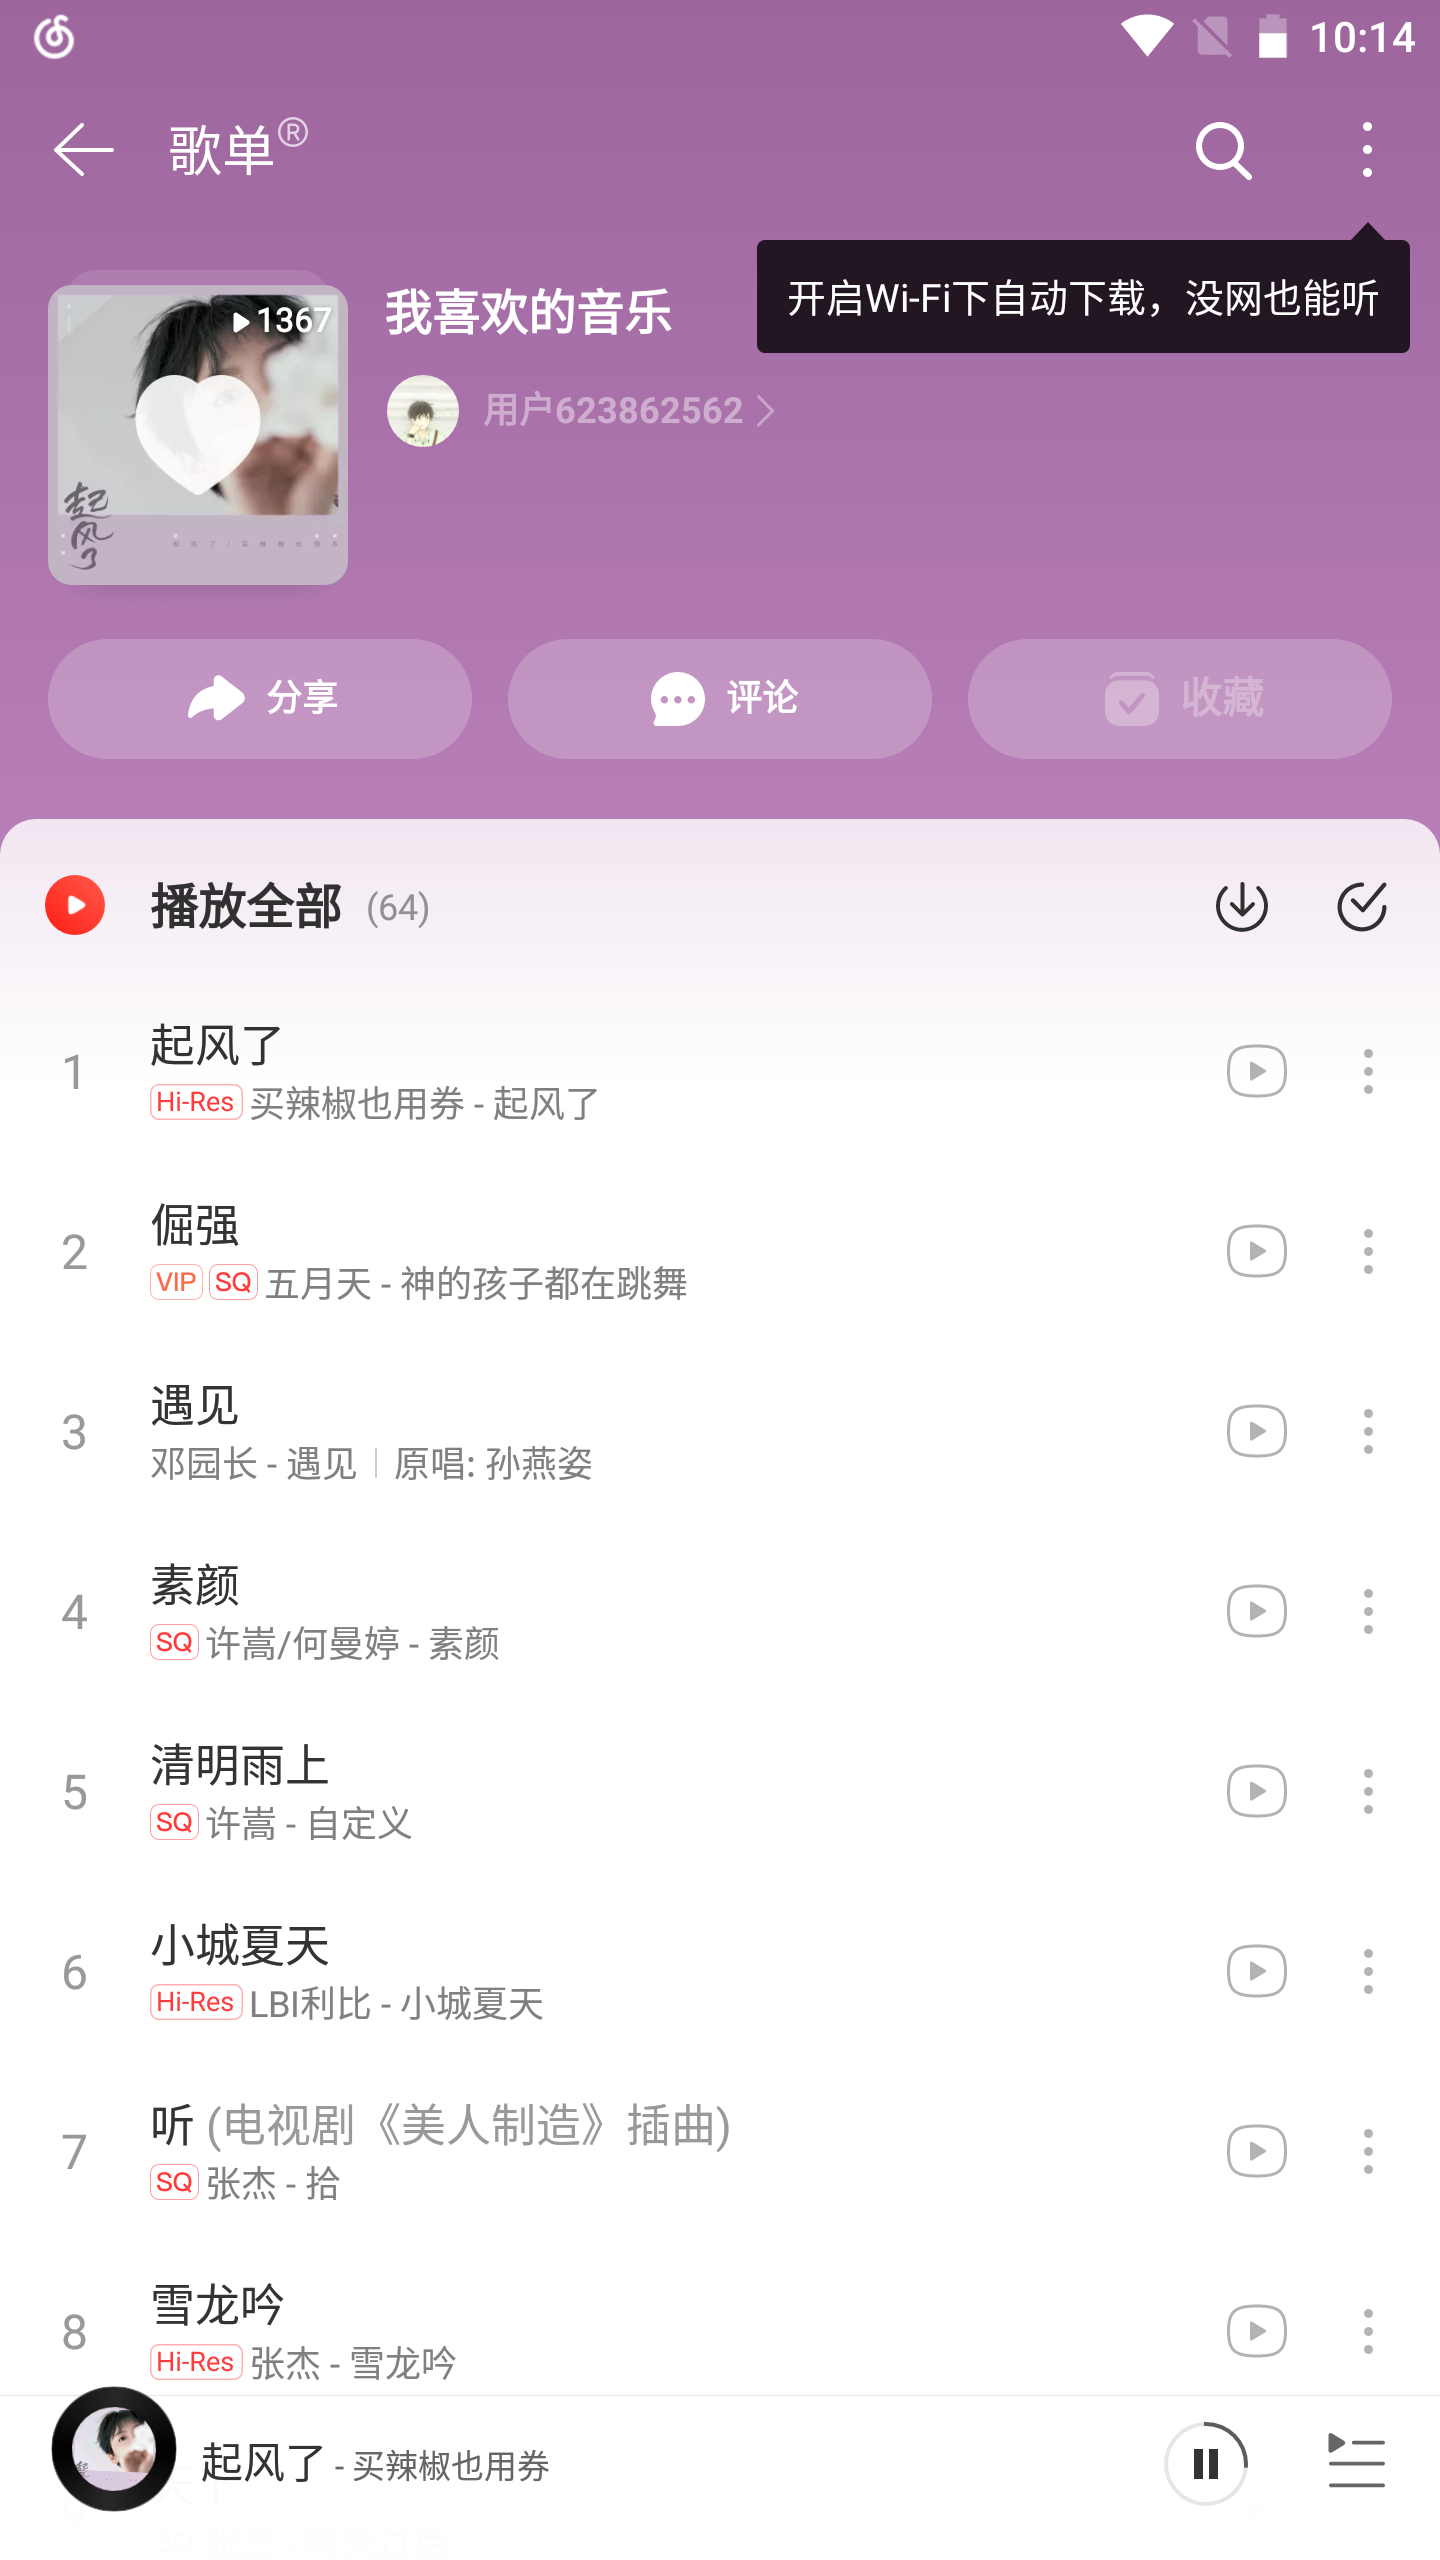 10:14
歌单®
开启Wi-Fi下自动下载，没网也能听
1367
我喜欢的音乐
用户623862562
起风了
分享
评论
收藏
播放全部 (64)
1
起风了
Hi-Res 买辣椒也用券 - 起风了
2
倔强
VIP SQ 五月天 - 神的孩子都在跳舞
3
遇见
邓园长 - 遇见 | 原唱: 孙燕姿
4
素颜
SQ 许嵩/何曼婷 - 素颜
5
清明雨上
SQ 许嵩 - 自定义
6
小城夏天
Hi-Res LBI利比 - 小城夏天
7
听 (电视剧《美人制造》插曲)
SQ 张杰 - 拾
8
雪龙吟
Hi-Res 张杰 - 雪龙吟
起风了 - 买辣椒也用券